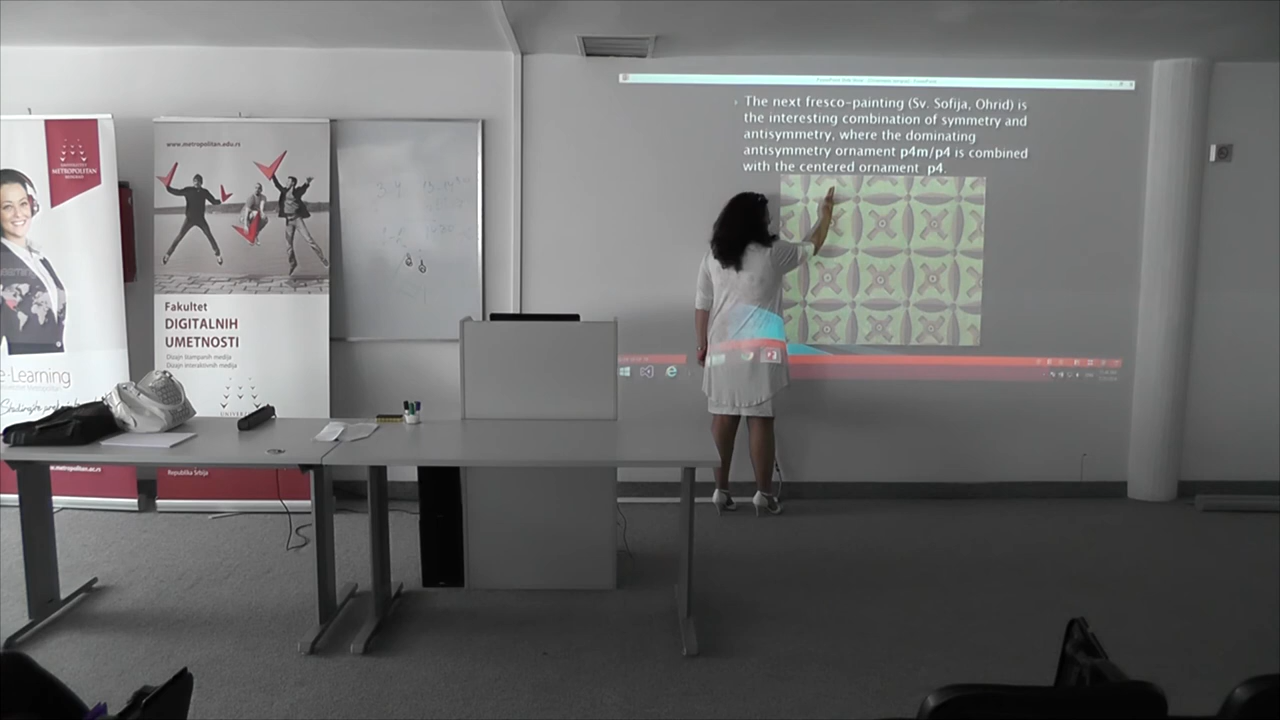 METROPOLITAN
e-Learning
www.metropolitan.edu.rs
Fakultet
DIGITALNIH
UMETNOSTI
Dizajn štampanih medija
Dizajn interaktivnih medija
Republika Srbija
The next fresco-painting (Sv. Sofija, Ohrid) is
the interesting combination of symmetry and
antisymmetry, where the dominating
antisymmetry ornament p4m/p4 is combined
with the centered ornament p4.